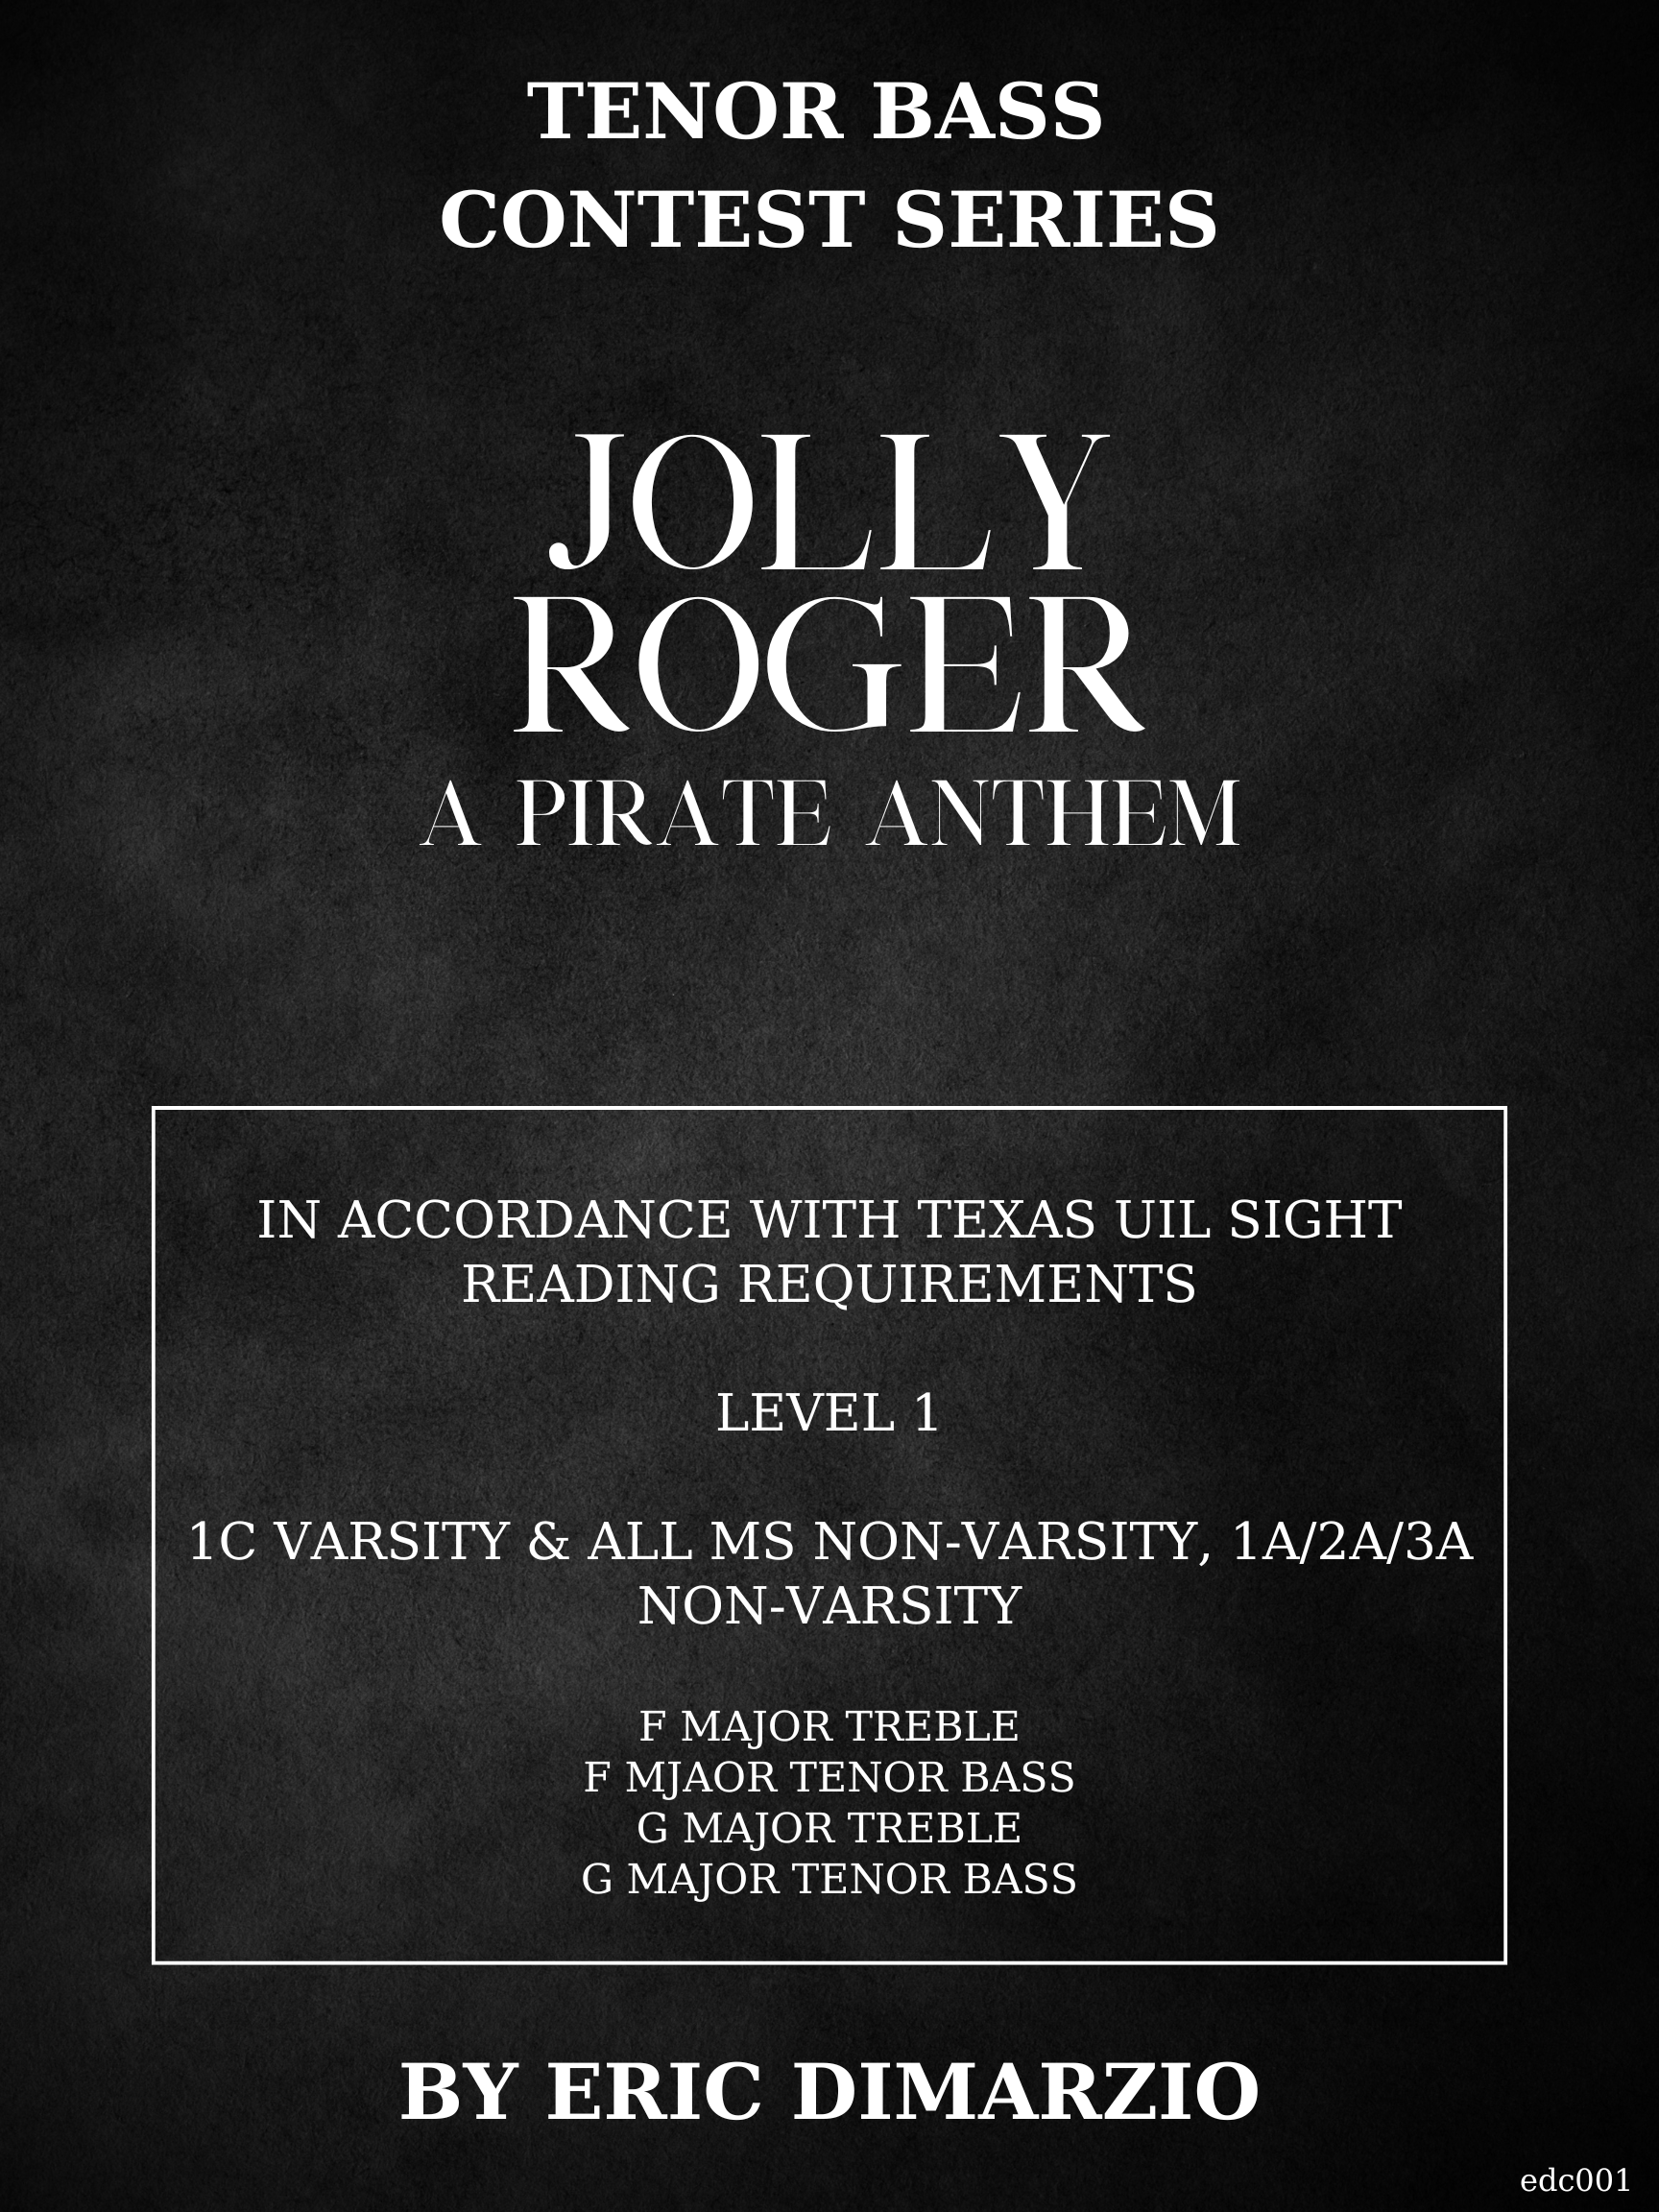 TENOR BASS
CONTEST SERIES
JOLLY
ROGER
A PIRATE ANTHEM
IN ACCORDANCE WITH TEXAS UIL SIGHT
READING REQUIREMENTS
LEVEL 1
1C VARSITY & ALL MS NON-VARSITY, 1A/2A/3A
NON-VARSITY
F MAJOR TREBLE
F MJAOR TENOR BASS
G MAJOR TREBLE
G MAJOR TENOR BASS
BY ERIC DIMARZIO
edc001